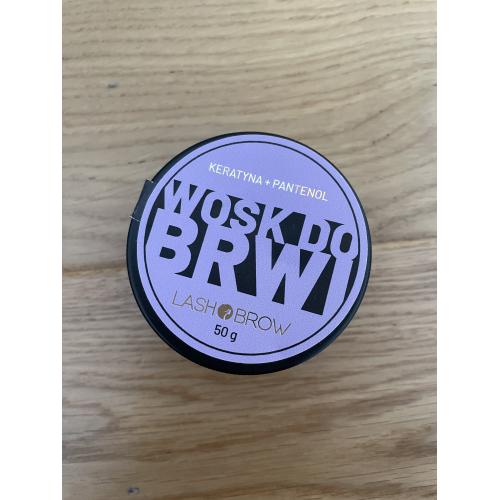 KERATYNA + PANTENOL
WOSK DO
BRWI
LASH BROW
50 g